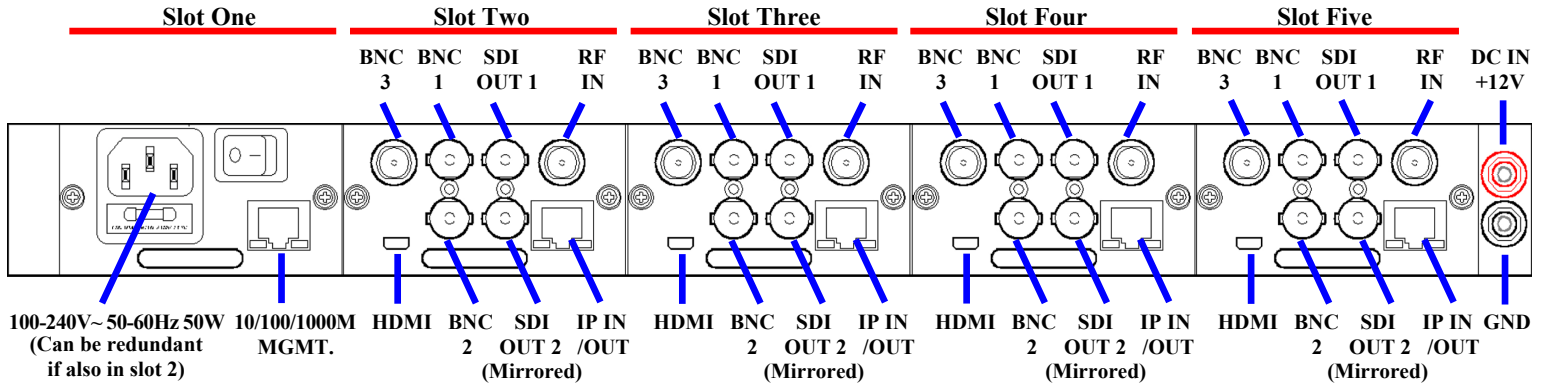 Slot One Slot Two Slot Three Slot Four Slot Five
BNC BNC SDI RF BNC BNC SDI RF BNC BNC SDI RF BNC BNC SDI RF DC IN
3 1 OUT 1 IN 3 1 OUT 1 IN 3 1 OUT 1 IN 3 1 OUT 1 IN +12V
100-240V~ 50-60Hz 50W 10/100/1000M HDMI BNC SDI IP IN HDMI BNC SDI IP IN HDMI BNC SDI IP IN HDMI BNC SDI IP IN GND
(Can be redundant MGMT. 2 OUT 2 /OUT 2 OUT 2 /OUT 2 OUT 2 /OUT 2 OUT 2 /OUT
if also in slot 2) (Mirrored) (Mirrored) (Mirrored) (Mirrored)